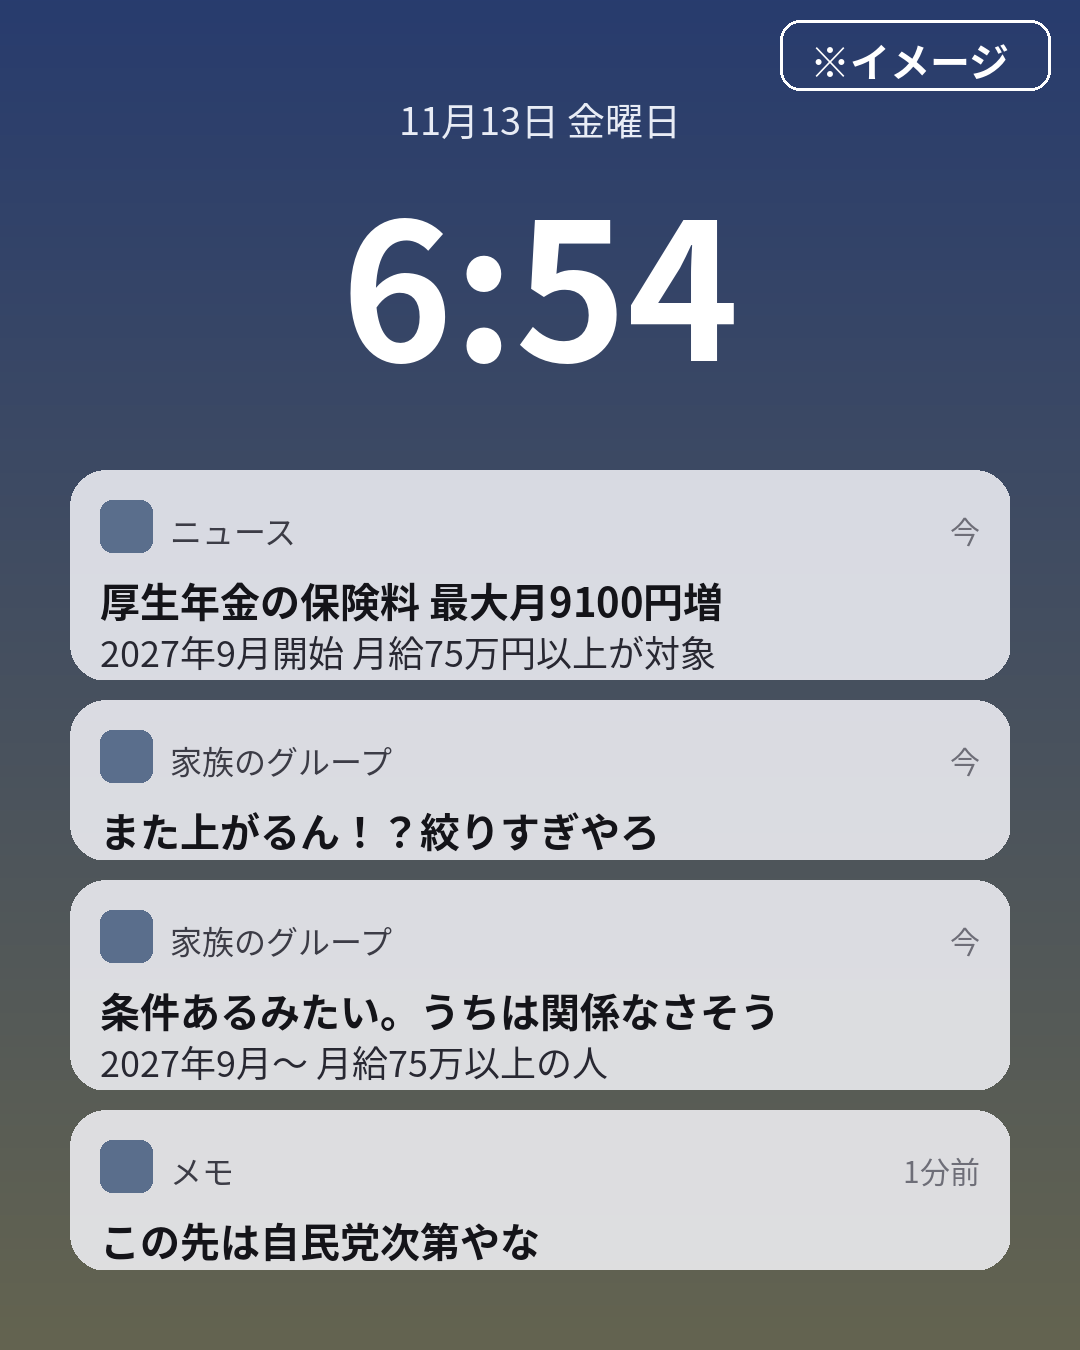 ※イメージ
11月13日 金曜日
6:54
ニュース 今
厚生年金の保険料 最大月9100円増
2027年9月開始 月給75万円以上が対象
家族のグループ 今
また上がるん！？絞りすぎやろ
家族のグループ 今
条件あるみたい。うちは関係なさそう
2027年9月〜 月給75万以上の人
メモ 1分前
この先は自民党次第やな